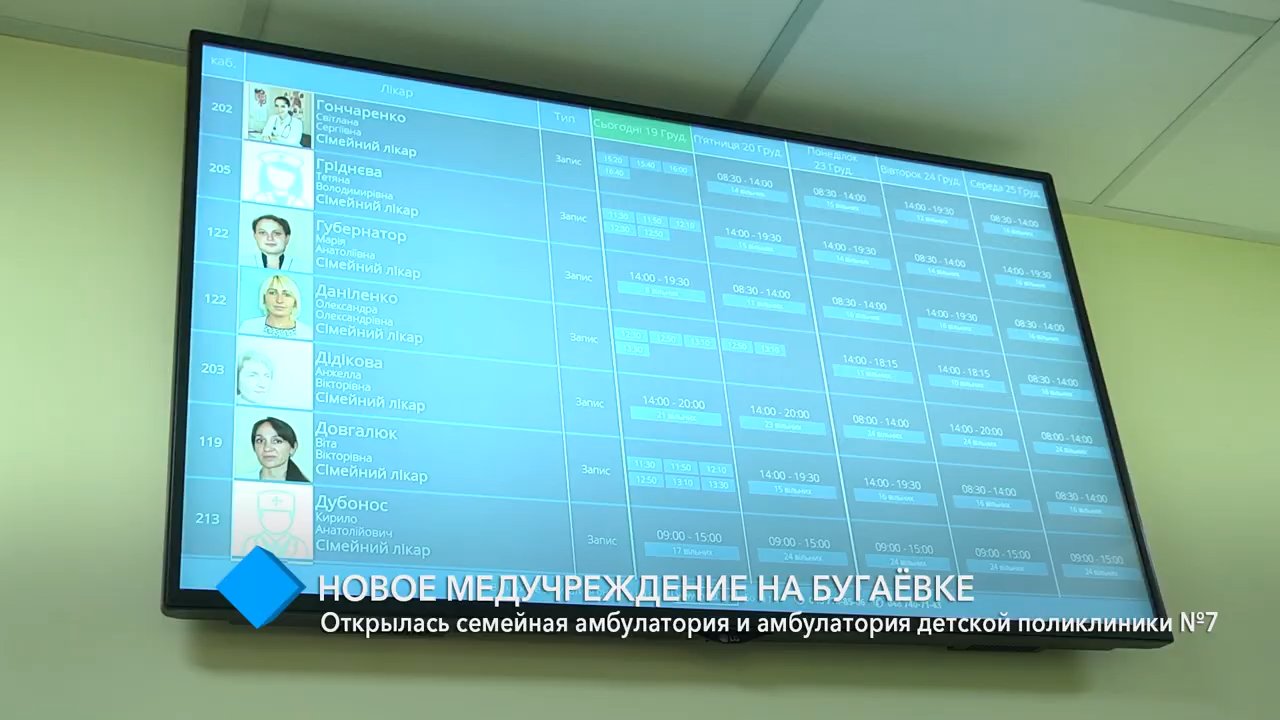 каб.
Лікар
Тип
Сьогодні 19 Груд.
П'ятниця 20 Груд.
Понеділок
23 Груд.
Вівторок 24 Груд.
Середа 25 Груд.
202
Гончаренко
Світлана
Сергіївна
Сімейний лікар
Запис
15:20 15:40 16:00
16:40
08:30 - 14:00
14 вільних
08:30 - 14:00
15 вільних
14:00 - 19:30
08:30 - 14:00
205
Гріднєва
Тетяна
Володимирівна
Сімейний лікар
Запис
11:30 11:50 12:10
12:30 12:50
14:00 - 19:30
15 вільних
14:00 - 19:30
14 вільних
08:30 - 14:00
14 вільних
14:00 - 19:30
122
Губернатор
Марія
Анатоліївна
Сімейний лікар
Запис
14:00 - 19:30
08:30 - 14:00
08:30 - 14:00
16 вільних
14:00 - 19:30
16 вільних
08:30 - 14:00
122
Даніленко
Олександра
Олександрівна
Сімейний лікар
Запис
12:50 13:10
13:30
12:50 13:10
14:00 - 18:15
11 вільних
14:00 - 18:15
10 вільних
08:30 - 14:00
16 вільних
203
Дідікова
Анжелла
Вікторівна
Сімейний лікар
Запис
14:00 - 20:00
21 вільних
14:00 - 20:00
23 вільних
08:00 - 14:00
24 вільних
14:00 - 20:00
24 вільних
08:00 - 14:00
24 вільних
119
Довгалюк
Віта
Вікторівна
Сімейний лікар
Запис
11:30 11:50 12:10
12:50 13:10 13:30
14:00 - 19:30
15 вільних
14:00 - 19:30
16 вільних
08:30 - 14:00
16 вільних
08:30 - 14:00
16 вільних
213
Дубонос
Кирило
Анатолійович
Сімейний лікар
Запис
09:00 - 15:00
17 вільних
09:00 - 15:00
24 вільних
09:00 - 15:00
24 вільних
09:00 - 15:00
24 вільних
09:00 - 15:00
24 вільних
НОВОЕ МЕДУЧРЕЖДЕНИЕ НА БУГАЁВКЕ
Открылась семейная амбулатория и амбулатория детской поликлиники №7